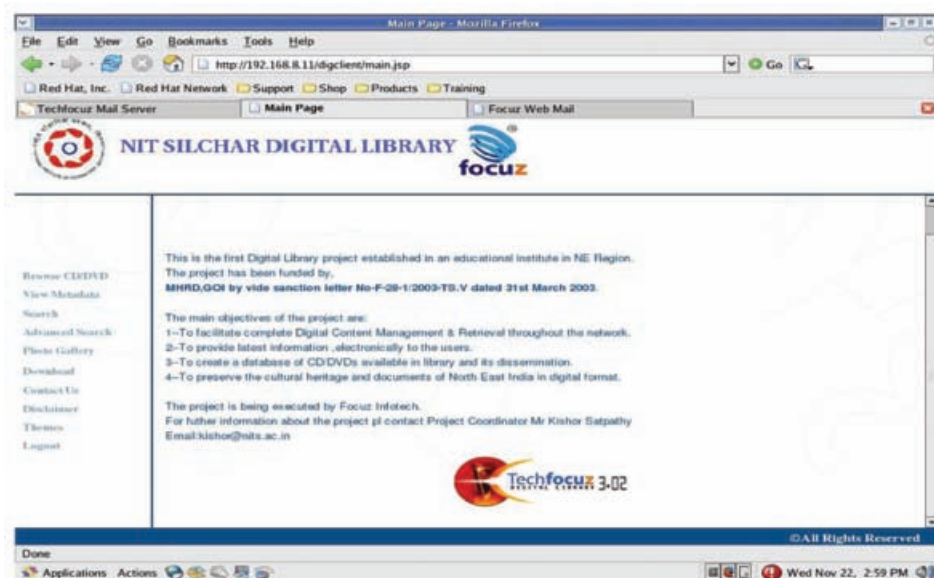 Main Page - Mozilla Firefox
File Edit View Go Bookmarks Tools Help
http://192.168.8.11/digclient/main.jsp Go
Red Hat, Inc. Red Hat Network Support Shop Products Training
Techfocuz Mail Server Main Page Focuz Web Mail
NIT SILCHAR DIGITAL LIBRARY focuz
This is the first Digital Library project established in an educational institute in NE Region.
The project has been funded by.
MHRD,GOI by vide sanction letter No-F-28-1/2003-TS.V dated 31st March 2003.
The main objectives of the project are:
1--To facilitate complete Digital Content Management & Retrieval throughout the network.
2--To provide latest information ,electronically to the users.
3--To create a database of CD/DVDs available in library and its dissemination.
4--To preserve the cultural heritage and documents of North East India in digital format.
The project is being executed by Focuz Infotech.
For futher information about the project pl contact Project Coordinator Mr Kishor Satpathy
Email:kishor@nits.ac.in
Browse CD/DVD
View Metadata
Search
Advanced Search
Photo Gallery
Download
Contact Us
Disclaimer
Themes
Logout
Techfocuz 3.02
DIGITAL LIBRARY
©All Rights Reserved
Done
Applications Actions Wed Nov 22, 2:59 PM